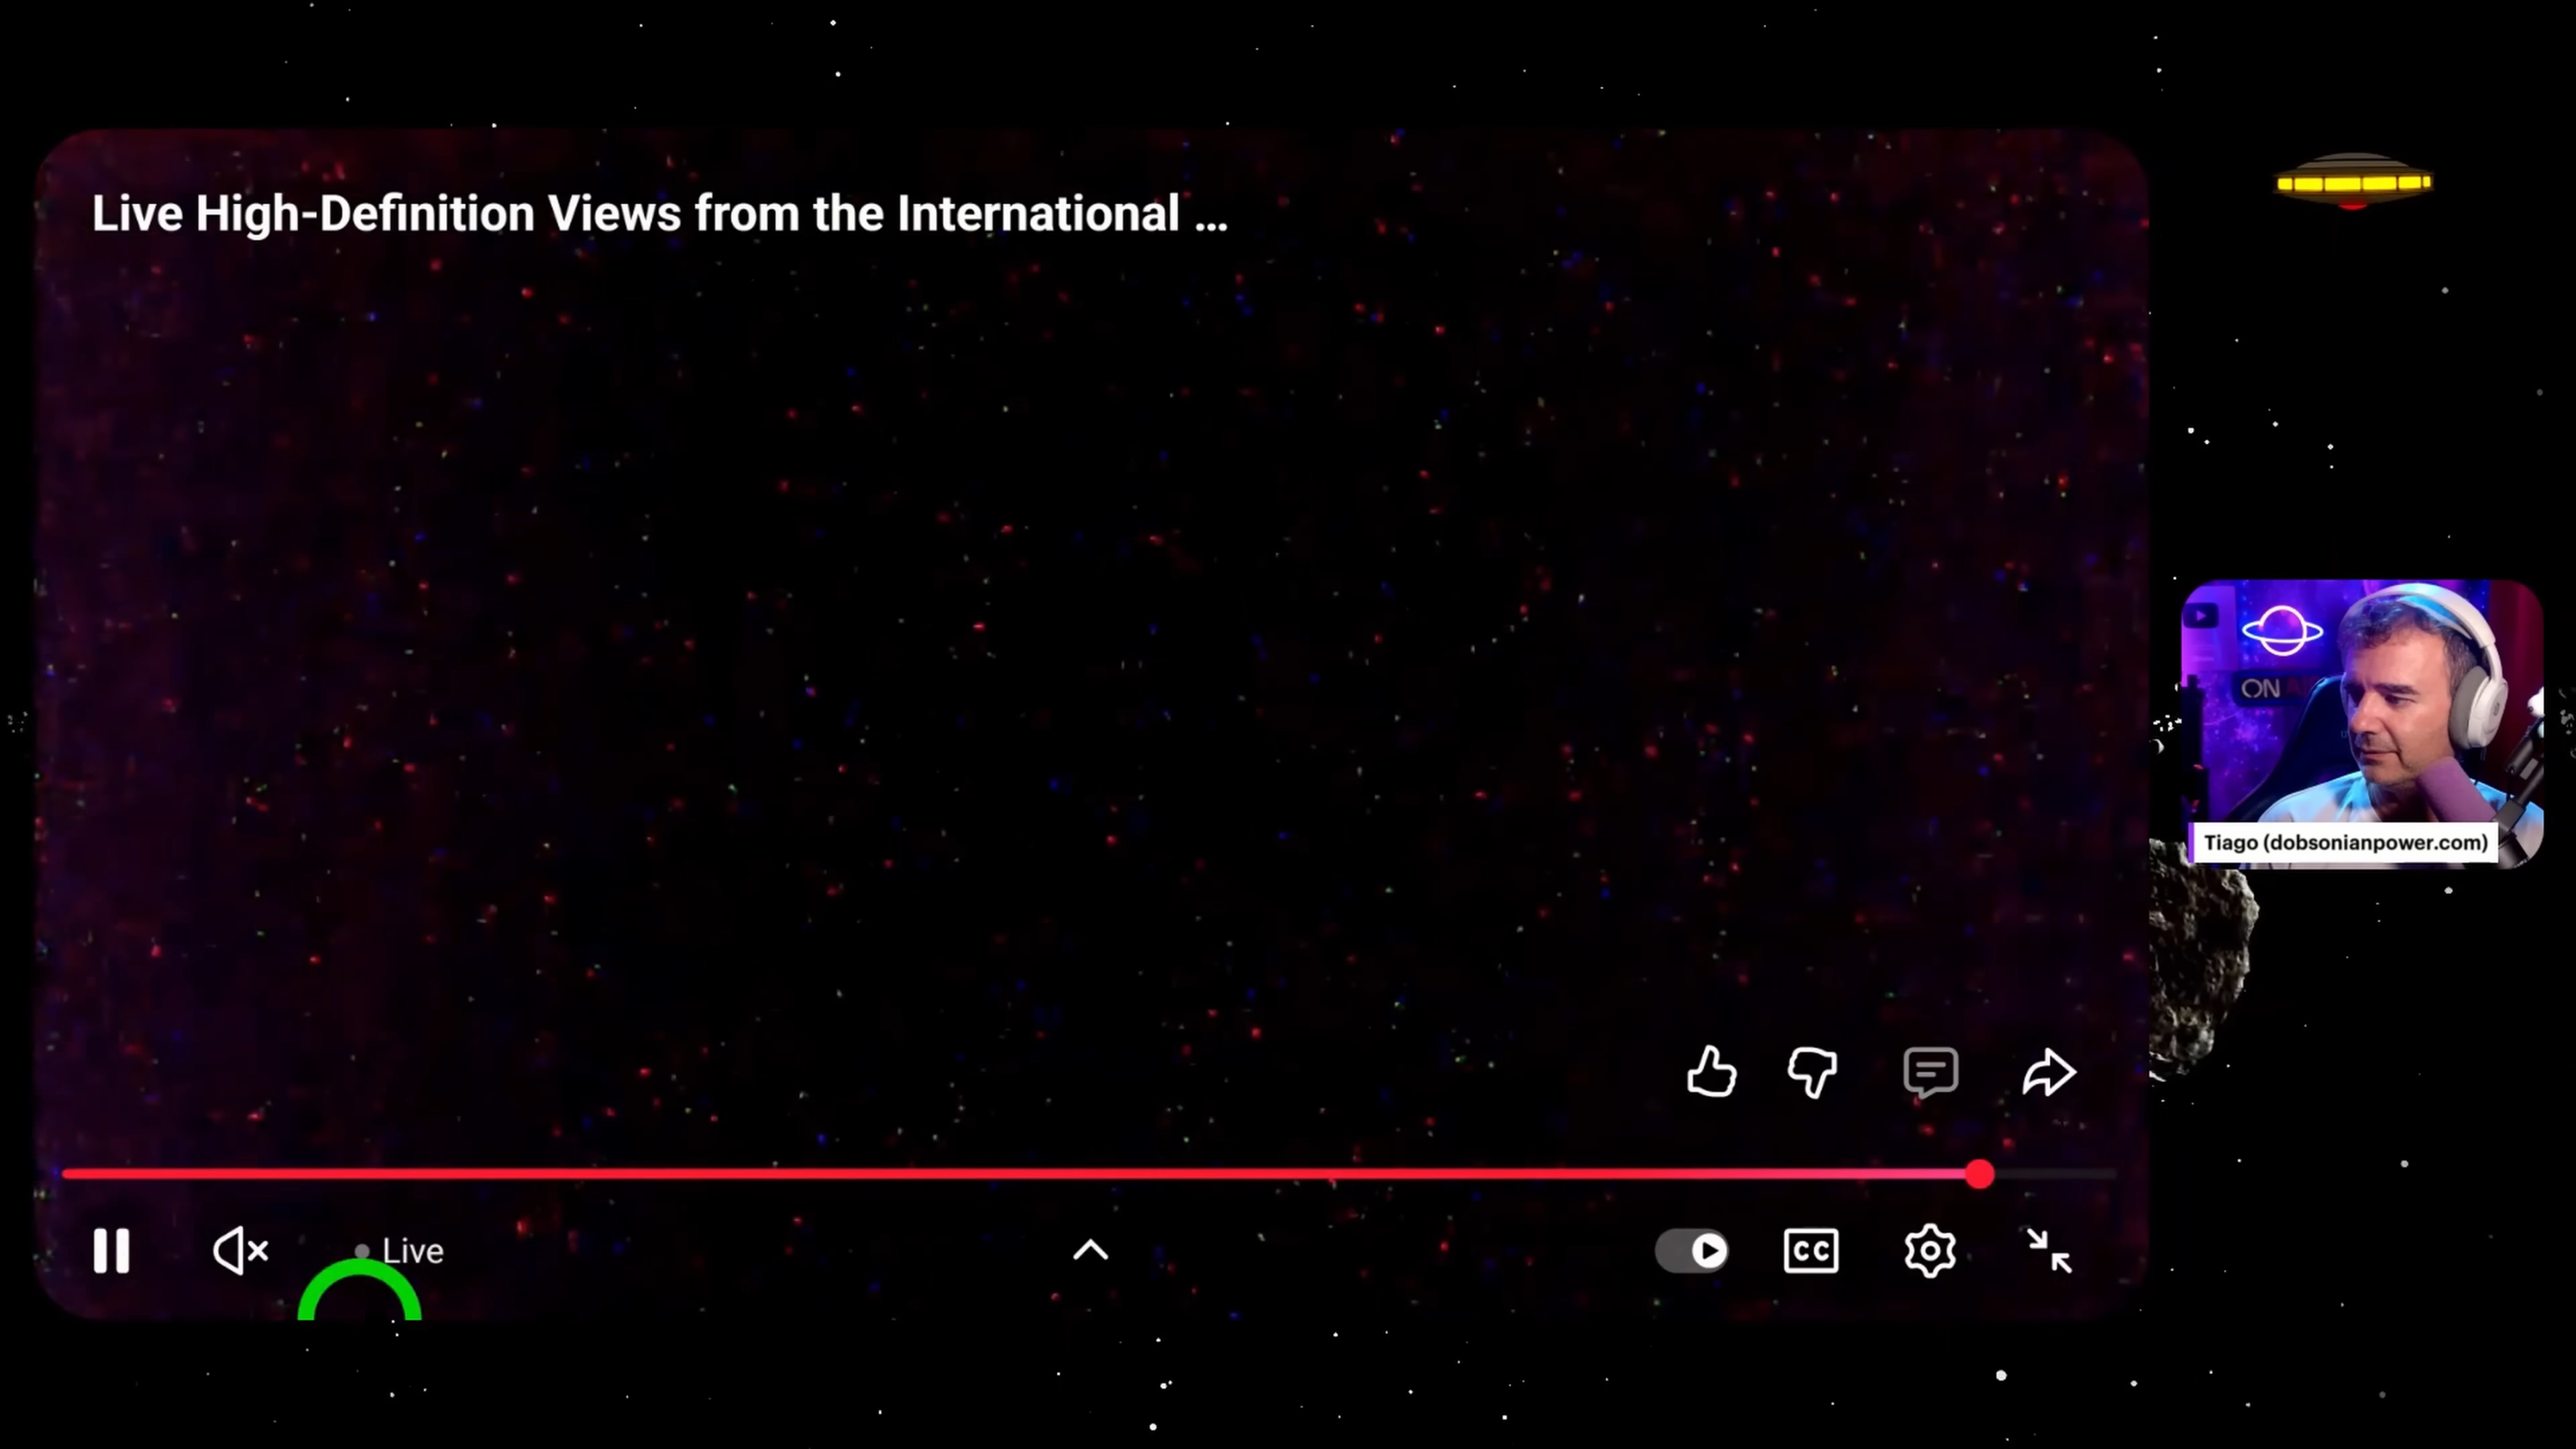 Live High-Definition Views from the International ...
ON A
Tiago (dobsonianpower.com)
Live
CC